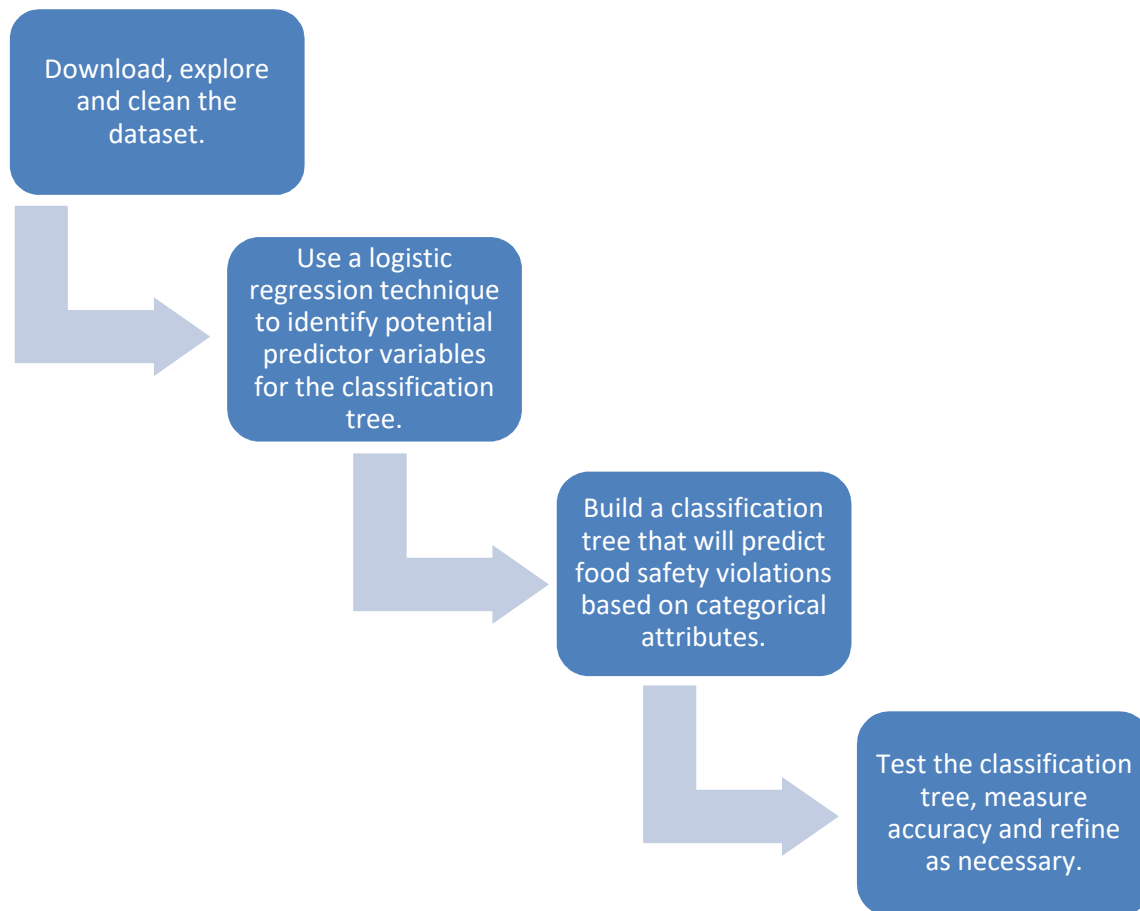 Download, explore
and clean the
dataset.
Use a logistic
regression technique
to identify potential
predictor variables
for the classification
tree.
Build a classification
tree that will predict
food safety violations
based on categorical
attributes.
Test the classification
tree, measure
accuracy and refine
as necessary.